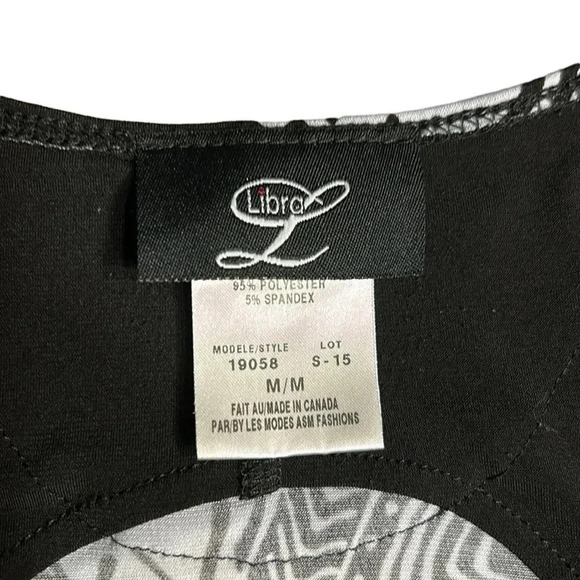 Libra
L
95% POLYESTER
5% SPANDEX
MODELE/STYLE LOT
19058 S-15
M/M
FAIT AU/MADE IN CANADA
PAR/BY LES MODES ASM FASHIONS